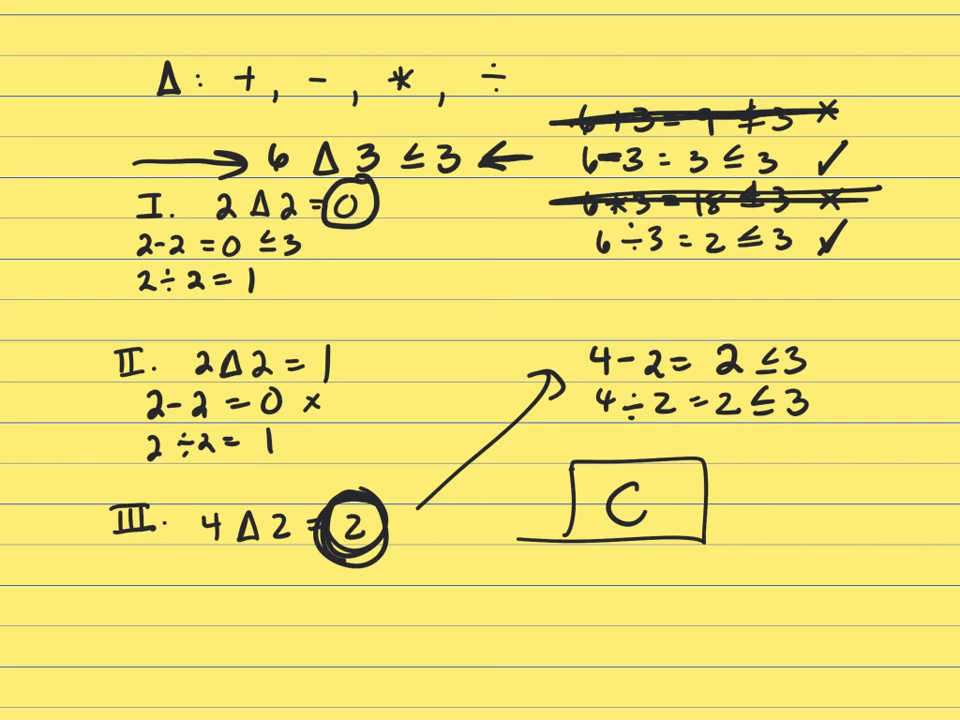 Δ: +, -, *, ÷
6 Δ 3 ≤ 3
6+3 = 9 ≰ 3 x
6-3 = 3 ≤ 3 ✓
6*3 = 18 ≰ 3 x
6 ÷ 3 = 2 ≤ 3 ✓
I. 2 Δ 2 = 0
2-2 = 0 ≤ 3
2 ÷ 2 = 1
II. 2 Δ 2 = 1
2-2 = 0 x
2 ÷ 2 = 1
III. 4 Δ 2 = 2
4-2 = 2 ≤ 3
4 ÷ 2 = 2 ≤ 3
C